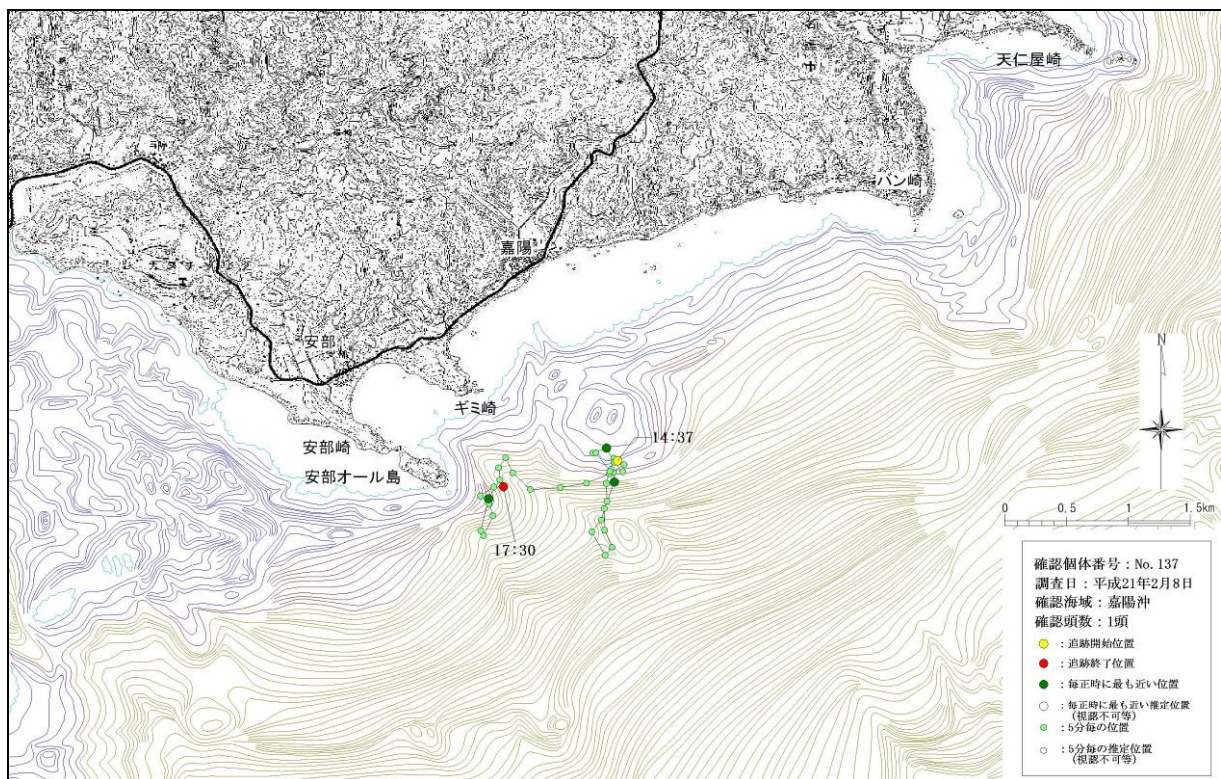 天仁屋崎
バン崎
嘉陽
安部
ギミ崎
安部崎
安部オール島
14:37
17:30
N
0 0.5 1 1.5km
確認個体番号：No.137
調査日：平成21年2月8日
確認海域：嘉陽沖
確認頭数：1頭
：追跡開始位置
：追跡終了位置
：毎正時に最も近い位置
：毎正時に最も近い推定位置
(視認不可等)
：5分毎の位置
：5分毎の推定位置
(視認不可等)